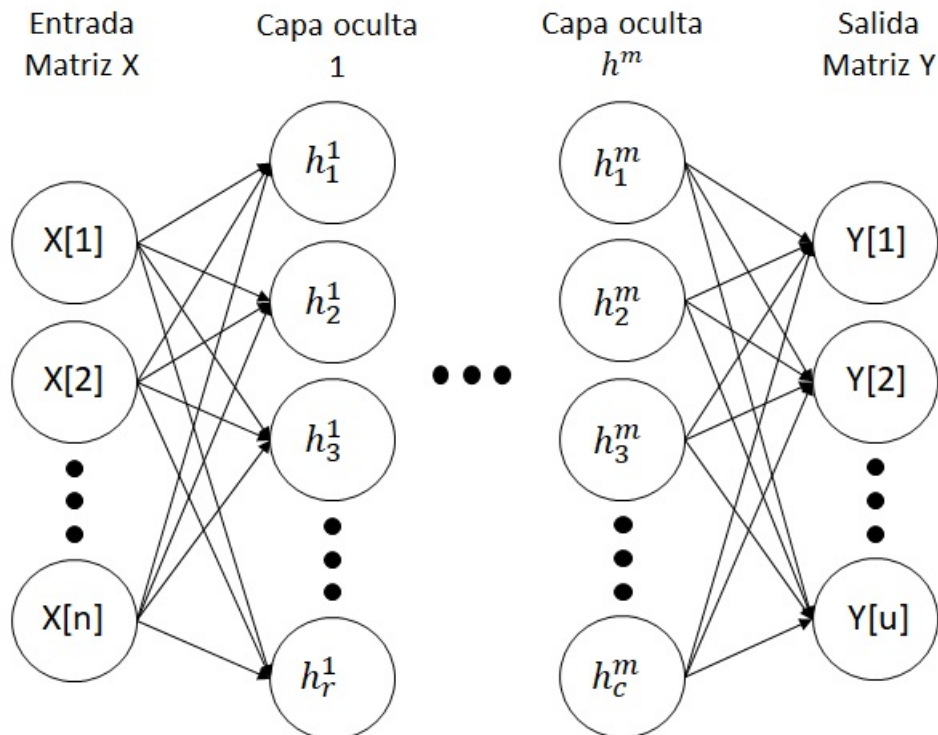 Entrada
Matriz X
Capa oculta
1
Capa oculta
h^m
Salida
Matriz Y
X[1]
X[2]
X[n]
h_1^1
h_2^1
h_3^1
h_r^1
h_1^m
h_2^m
h_3^m
h_c^m
Y[1]
Y[2]
Y[u]